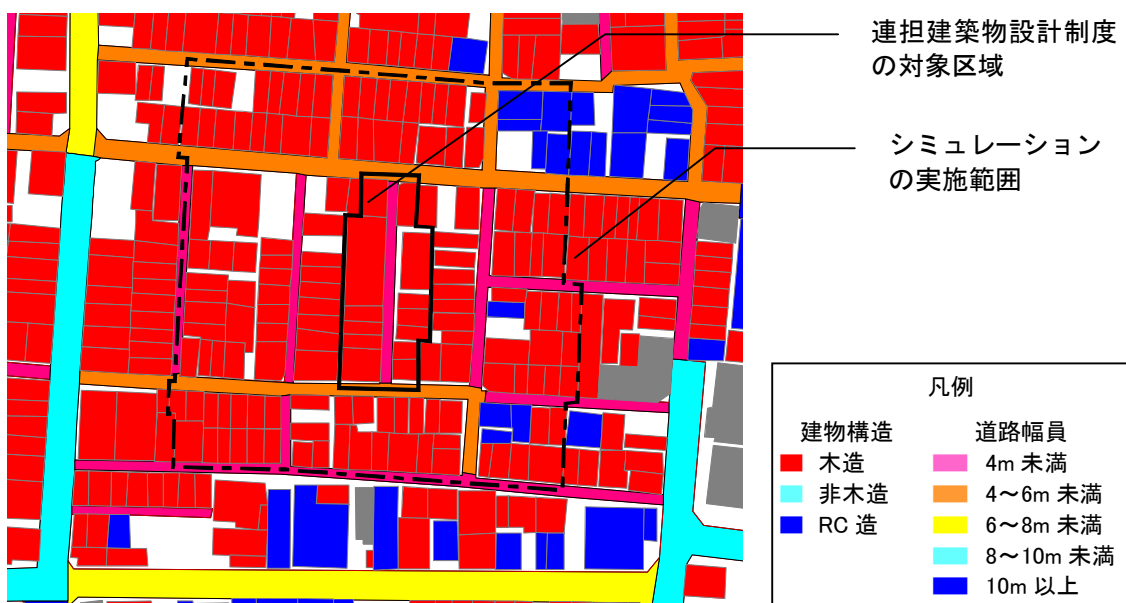 連担建築物設計制度
の対象区域
シミュレーション
の実施範囲
凡例
建物構造
木造
非木造
RC 造
道路幅員
4m 未満
4～6m 未満
6～8m 未満
8～10m 未満
10m 以上